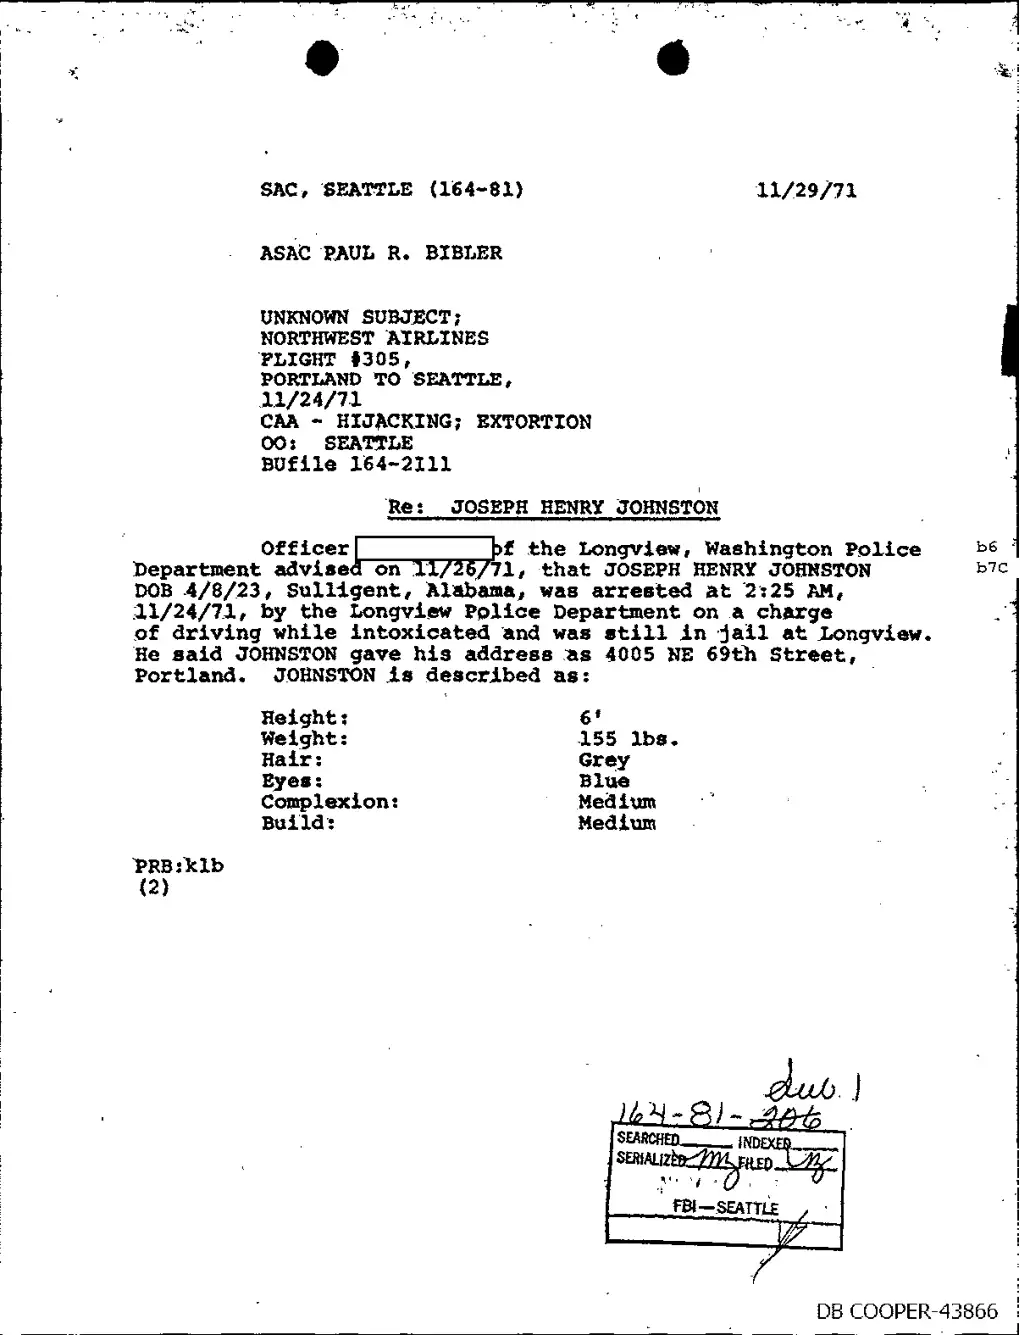 SAC, SEATTLE (164-81) 11/29/71
ASAC PAUL R. BIBLER
UNKNOWN SUBJECT;
NORTHWEST AIRLINES
FLIGHT #305,
PORTLAND TO SEATTLE,
11/24/71
CAA - HIJACKING; EXTORTION
OO: SEATTLE
BUfile 164-2111
Re: JOSEPH HENRY JOHNSTON
Officer of the Longview, Washington Police b6
Department advised on 11/26/71, that JOSEPH HENRY JOHNSTON b7C
DOB 4/8/23, Sulligent, Alabama, was arrested at 2:25 AM,
11/24/71, by the Longview Police Department on a charge
of driving while intoxicated and was still in jail at Longview.
He said JOHNSTON gave his address as 4005 NE 69th Street,
Portland. JOHNSTON is described as:
Height: 6'
Weight: 155 lbs.
Hair: Grey
Eyes: Blue
Complexion: Medium
Build: Medium
PRB:klb
(2)
Sub. 1
164-81-206
SEARCHED INDEXED
SERIALIZED FILED
FBI—SEATTLE
DB COOPER-43866